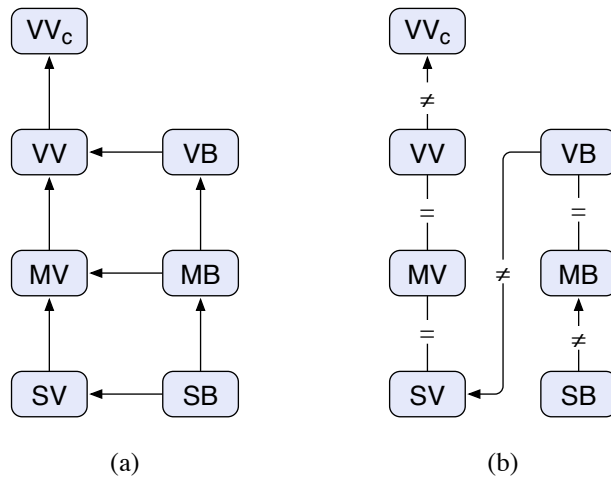 VVc
VV VB
MV MB
SV SB
(a)
VVc
≠
VV VB
= =
MV ≠ MB
= ≠
SV SB
(b)